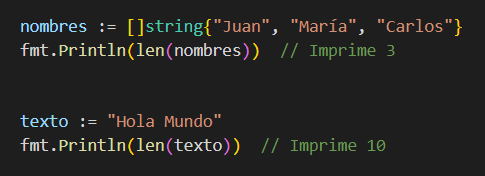 nombres := []string{"Juan", "María", "Carlos"}
fmt.Println(len(nombres))  // Imprime 3
texto := "Hola Mundo"
fmt.Println(len(texto))  // Imprime 10